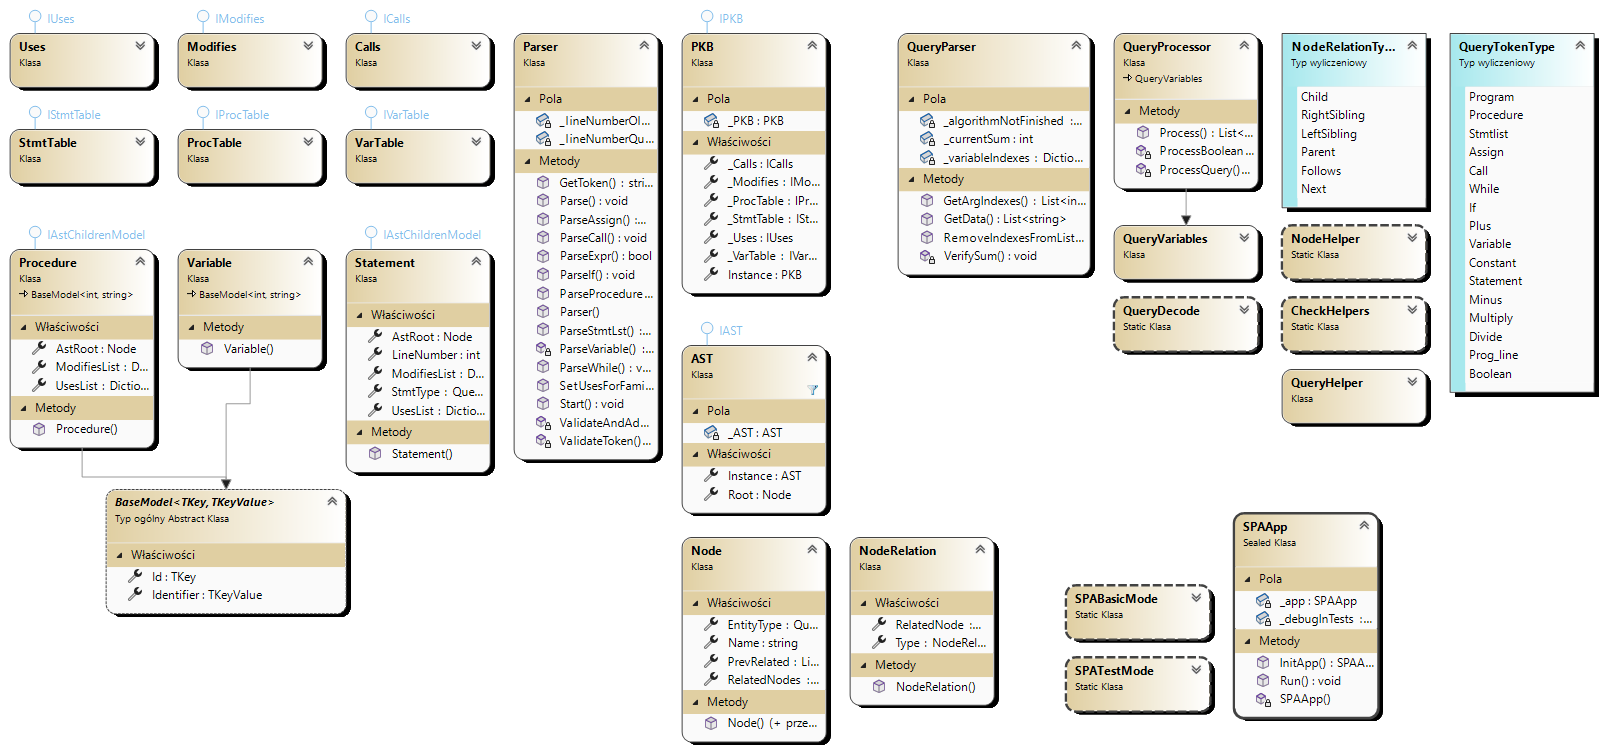 IUses
Uses
Klasa
IModifies
Modifies
Klasa
ICalls
Calls
Klasa
IStmtTable
StmtTable
Klasa
IProcTable
ProcTable
Klasa
IVarTable
VarTable
Klasa
IAstChildrenModel
Procedure
Klasa
BaseModel<int, string>
Właściwości
AstRoot : Node
ModifiesList : D...
UsesList : Dictio...
Metody
Procedure()
Variable
Klasa
BaseModel<int, string>
Metody
Variable()
IAstChildrenModel
Statement
Klasa
Właściwości
AstRoot : Node
LineNumber : int
ModifiesList : D...
StmtType : Que...
UsesList : Dictio...
Metody
Statement()
BaseModel<TKey, TKeyValue>
Typ ogólny Abstract Klasa
Właściwości
Id : TKey
Identifier : TKeyValue
Parser
Klasa
Pola
_lineNumberOl...
_lineNumberQu...
Metody
GetToken() : stri...
Parse() : void
ParseAssign() :...
ParseCall() : void
ParseExpr() : bool
ParseIf() : void
ParseProcedure...
Parser()
ParseStmtLst() :...
ParseVariable() :...
ParseWhile() : v...
SetUsesForFami...
Start() : void
ValidateAndAd...
ValidateToken()...
IPKB
PKB
Klasa
Pola
_PKB : PKB
Właściwości
_Calls : ICalls
_Modifies : IMo...
_ProcTable : IPr...
_StmtTable : ISt...
_Uses : IUses
_VarTable : IVar...
Instance : PKB
IAST
AST
Klasa
Pola
_AST : AST
Właściwości
Instance : AST
Root : Node
Node
Klasa
Właściwości
EntityType : Qu...
Name : string
PrevRelated : Li...
RelatedNodes :...
Metody
Node() (+ prze...
NodeRelation
Klasa
Właściwości
RelatedNode :...
Type : NodeRel...
Metody
NodeRelation()
QueryParser
Klasa
Pola
_algorithmNotFinished :...
_currentSum : int
_variableIndexes : Dictio...
Metody
GetArgIndexes() : List<in...
GetData() : List<string>
RemoveIndexesFromList...
VerifySum() : void
QueryProcessor
Klasa
QueryVariables
Metody
Process() : List<...
ProcessBoolean...
ProcessQuery()...
QueryVariables
Klasa
QueryDecode
Static Klasa
NodeRelationTy...
Typ wyliczeniowy
Child
RightSibling
LeftSibling
Parent
Follows
Next
NodeHelper
Static Klasa
CheckHelpers
Static Klasa
QueryHelper
Klasa
QueryTokenType
Typ wyliczeniowy
Program
Procedure
Stmtlist
Assign
Call
While
If
Plus
Variable
Constant
Statement
Minus
Multiply
Divide
Prog_line
Boolean
SPABasicMode
Static Klasa
SPATestMode
Static Klasa
SPAApp
Sealed Klasa
Pola
_app : SPAApp
_debugInTests :...
Metody
InitApp() : SPAA...
Run() : void
SPAApp()